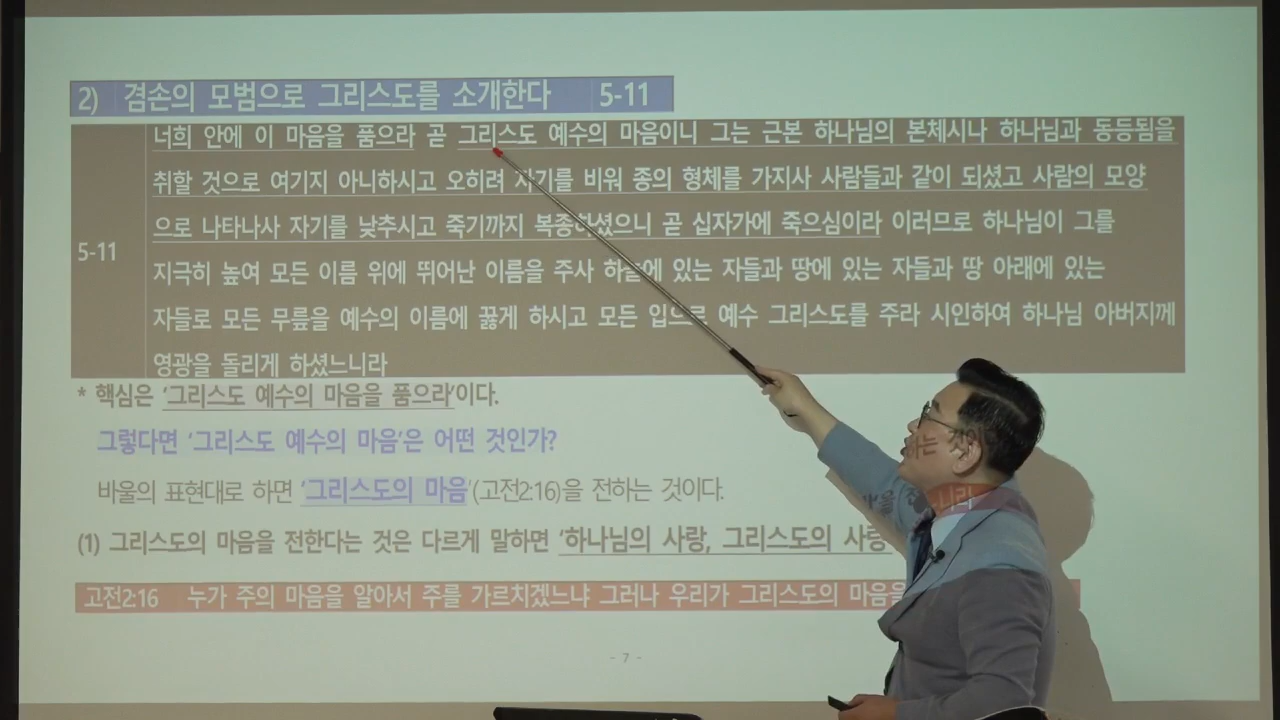 2) 겸손의 모범으로 그리스도를 소개한다 5-11
너희 안에 이 마음을 품으라 곧 그리스도 예수의 마음이니 그는 근본 하나님의 본체시나 하나님과 동등됨을
취할 것으로 여기지 아니하시고 오히려 자기를 비워 종의 형체를 가지사 사람들과 같이 되셨고 사람의 모양
으로 나타나사 자기를 낮추시고 죽기까지 복종하셨으니 곧 십자가에 죽으심이라 이러므로 하나님이 그를
5-11
지극히 높여 모든 이름 위에 뛰어난 이름을 주사 하늘에 있는 자들과 땅에 있는 자들과 땅 아래에 있는
자들로 모든 무릎을 예수의 이름에 꿇게 하시고 모든 입으로 예수 그리스도를 주라 시인하여 하나님 아버지께
영광을 돌리게 하셨느니라
* 핵심은 ‘그리스도 예수의 마음을 품으라’이다.
그렇다면 ‘그리스도 예수의 마음’은 어떤 것인가?
바울의 표현대로 하면 ‘그리스도의 마음’(고전2:16)을 전하는 것이다.
(1) 그리스도의 마음을 전한다는 것은 다르게 말하면 ‘하나님의 사랑, 그리스도의 사랑
고전2:16 누가 주의 마음을 알아서 주를 가르치겠느냐 그러나 우리가 그리스도의 마음을
- 7 -